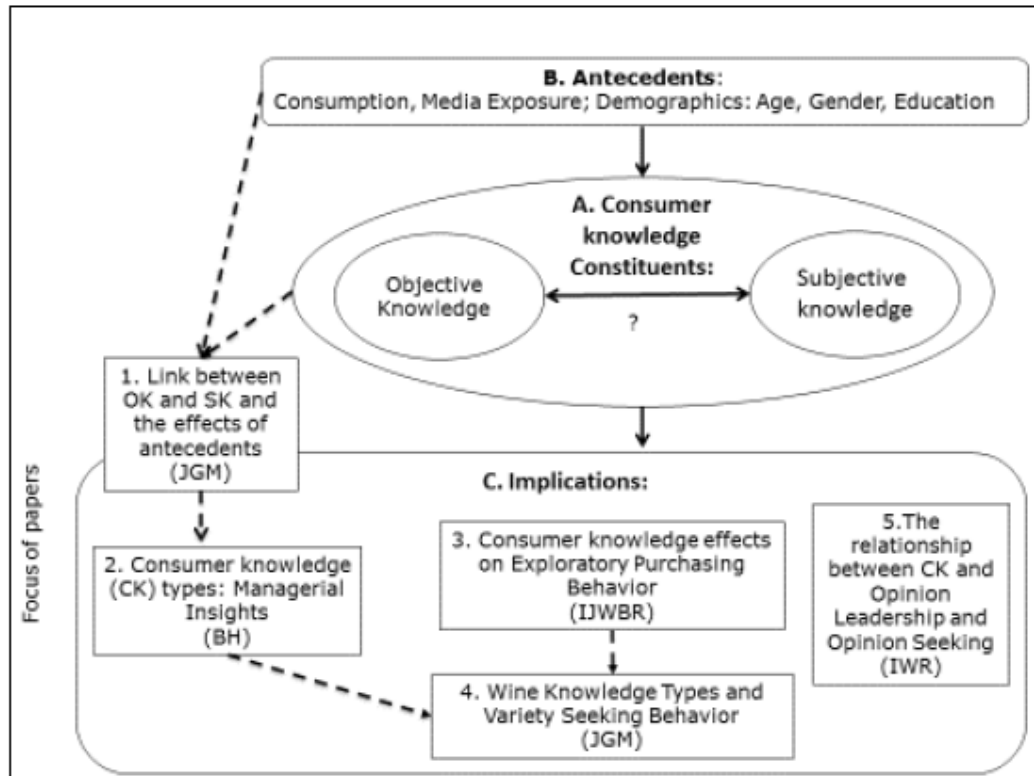 B. Antecedents:
Consumption, Media Exposure; Demographics: Age, Gender, Education
A. Consumer
knowledge
Constituents:
Objective
Knowledge
Subjective
knowledge
?
1. Link between
OK and SK and
the effects of
antecedents
(JGM)
Focus of papers
C. Implications:
2. Consumer knowledge
(CK) types: Managerial
Insights
(BH)
3. Consumer knowledge effects
on Exploratory Purchasing
Behavior
(IJWBR)
5.The
relationship
between CK and
Opinion
Leadership and
Opinion Seeking
(IWR)
4. Wine Knowledge Types and
Variety Seeking Behavior
(JGM)